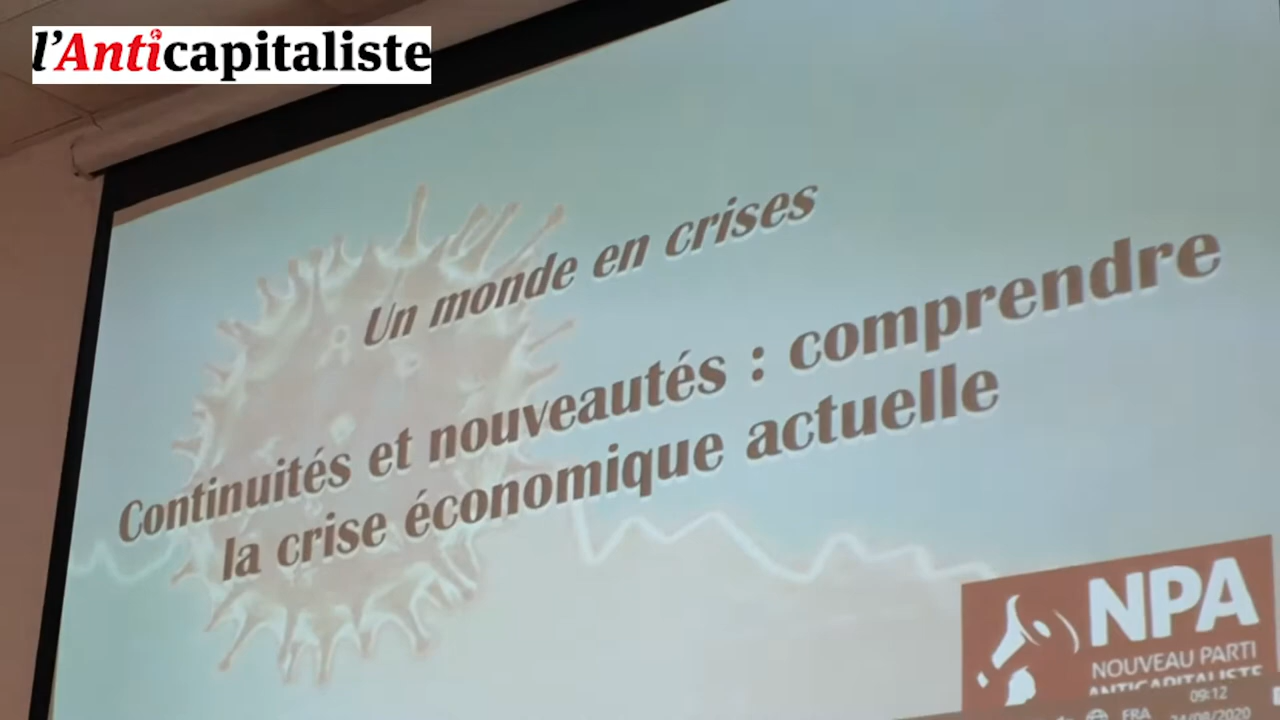 l'Anticapitaliste
Un monde en crises
Continuités et nouveautés : comprendre
la crise économique actuelle
NPA
NOUVEAU PARTI
ANTICAPITALISTE
09:12
FRA